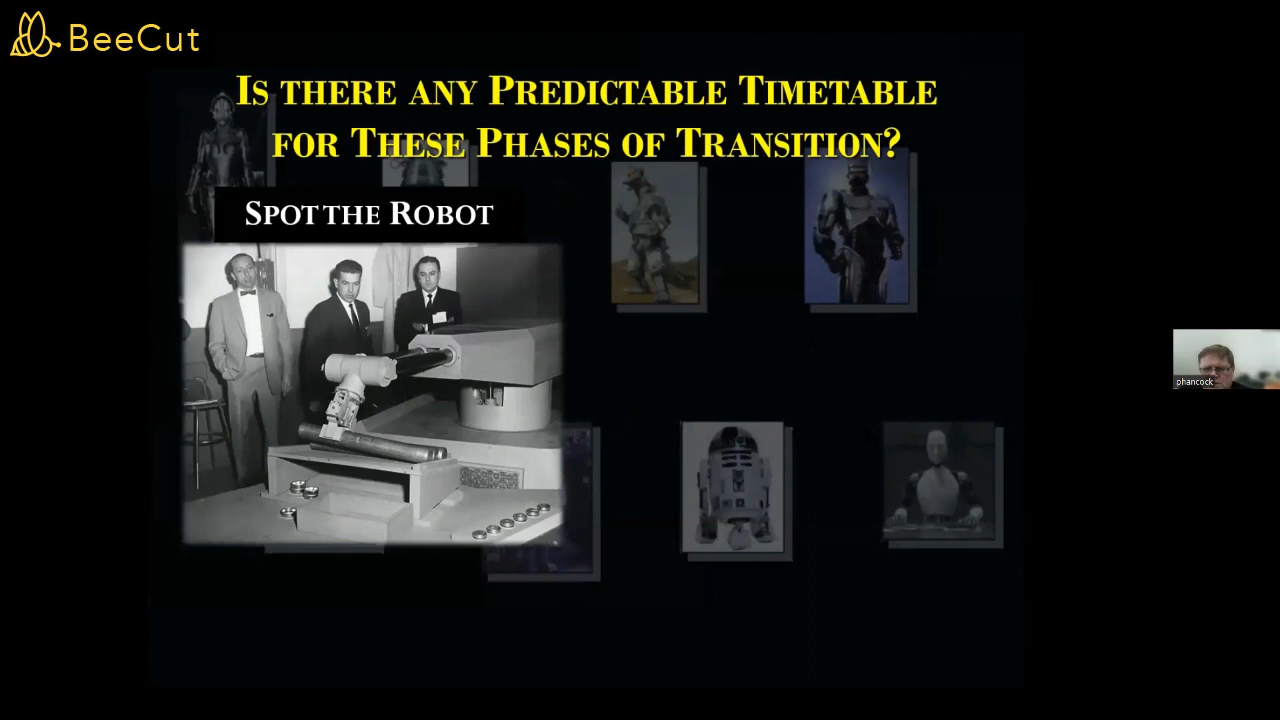 BeeCut
Is there any Predictable Timetable
for These Phases of Transition?
Spot the Robot
phancock